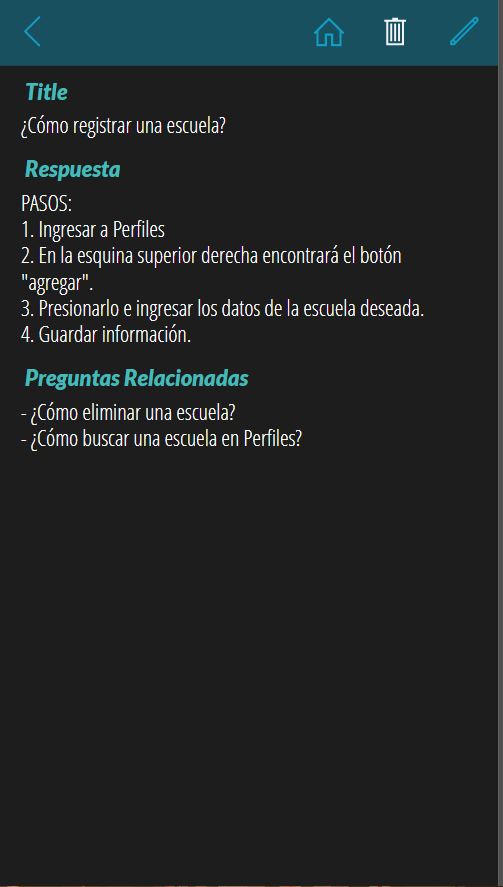 Title
¿Cómo registrar una escuela?
Respuesta
PASOS:
1. Ingresar a Perfiles
2. En la esquina superior derecha encontrará el botón
"agregar".
3. Presionarlo e ingresar los datos de la escuela deseada.
4. Guardar información.
Preguntas Relacionadas
- ¿Cómo eliminar una escuela?
- ¿Cómo buscar una escuela en Perfiles?